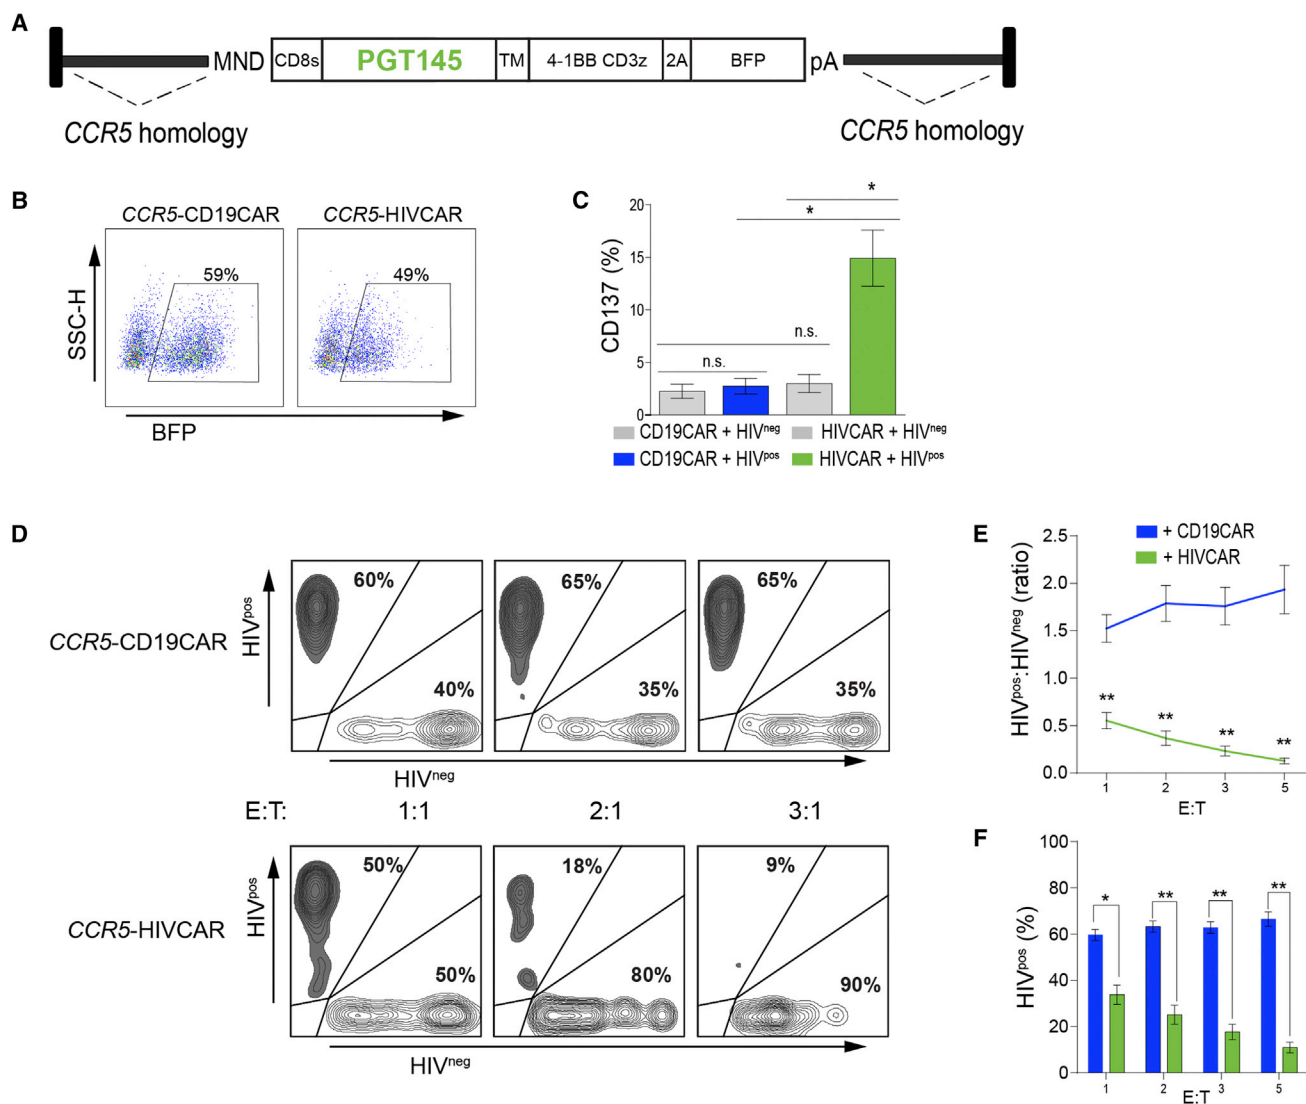 A
MND CD8s PGT145 TM 4-1BB CD3z 2A BFP pA
CCR5 homology CCR5 homology
B
CCR5-CD19CAR CCR5-HIVCAR
59% 49%
SSC-H
BFP
C
* 
*
n.s.
n.s.
CD137 (%)
20
15
10
5
0
CD19CAR + HIVneg HIVCAR + HIVneg
CD19CAR + HIVpos HIVCAR + HIVpos
D
CCR5-CD19CAR
HIVpos
60% 65% 65%
40% 35% 35%
HIVneg
E:T: 1:1 2:1 3:1
CCR5-HIVCAR
HIVpos
50% 18% 9%
50% 80% 90%
HIVneg
E
+ CD19CAR
+ HIVCAR
HIVpos:HIVneg (ratio)
2.5
2.0
1.5
1.0
0.5
0.0
** ** ** **
1 2 3 5
E:T
F
HIVpos (%)
100
80
60
40
20
0
* ** ** **
1 2 3 5
E:T